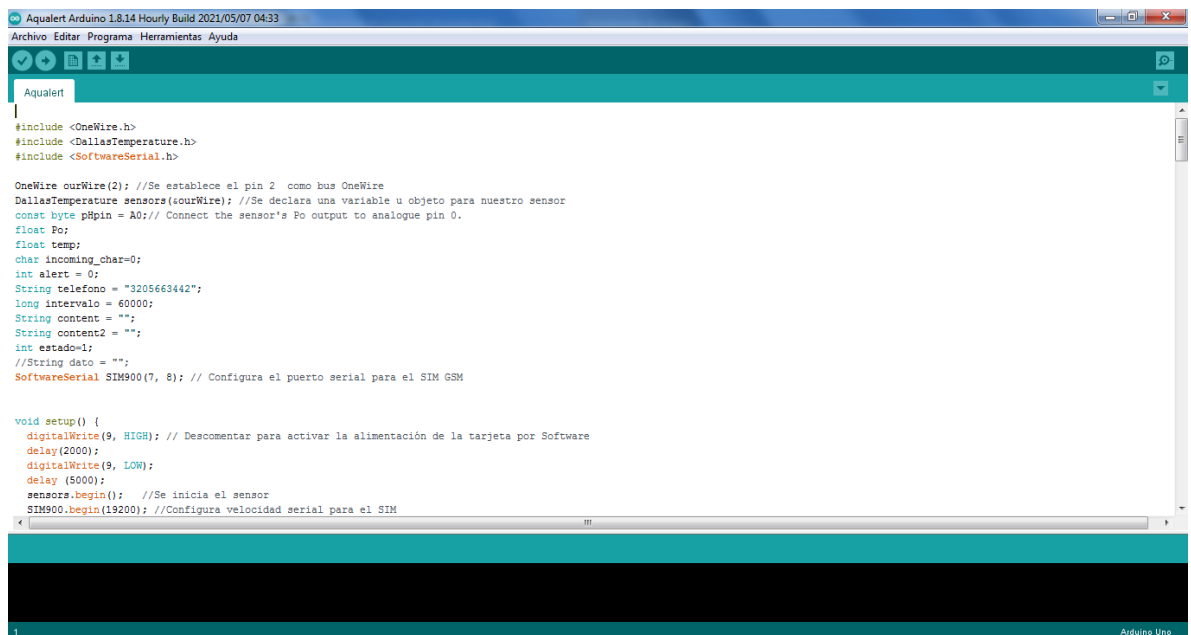 Aqualert Arduino 1.8.14 Hourly Build 2021/05/07 04:33
Archivo Editar Programa Herramientas Ayuda
Aqualert
#include <OneWire.h>
#include <DallasTemperature.h>
#include <SoftwareSerial.h>
OneWire ourWire(2); //Se establece el pin 2  como bus OneWire
DallasTemperature sensors(&ourWire); //Se declara una variable u objeto para nuestro sensor
const byte pHpin = A0;// Connect the sensor's Po output to analogue pin 0.
float Po;
float temp;
char incoming_char=0;
int alert = 0;
String telefono = "3205663442";
long intervalo = 60000;
String content = "";
String content2 = "";
int estado=1;
//String dato = "";
SoftwareSerial SIM900(7, 8); // Configura el puerto serial para el SIM GSM
void setup() {
digitalWrite(9, HIGH); // Descomentar para activar la alimentación de la tarjeta por Software
delay(2000);
digitalWrite(9, LOW);
delay (5000);
sensors.begin();   //Se inicia el sensor
SIM900.begin(19200); //Configura velocidad serial para el SIM
1
Arduino Uno